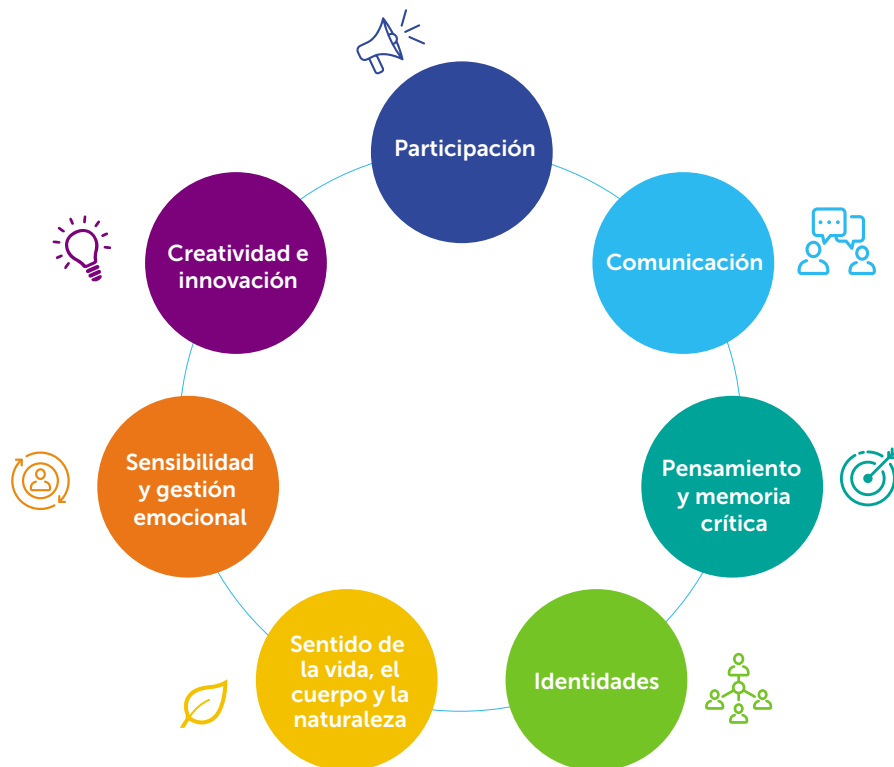 Participación
Comunicación
Pensamiento
y memoria
crítica
Identidades
Sentido de
la vida, el
cuerpo y la
naturaleza
Sensibilidad
y gestión
emocional
Creatividad e
innovación